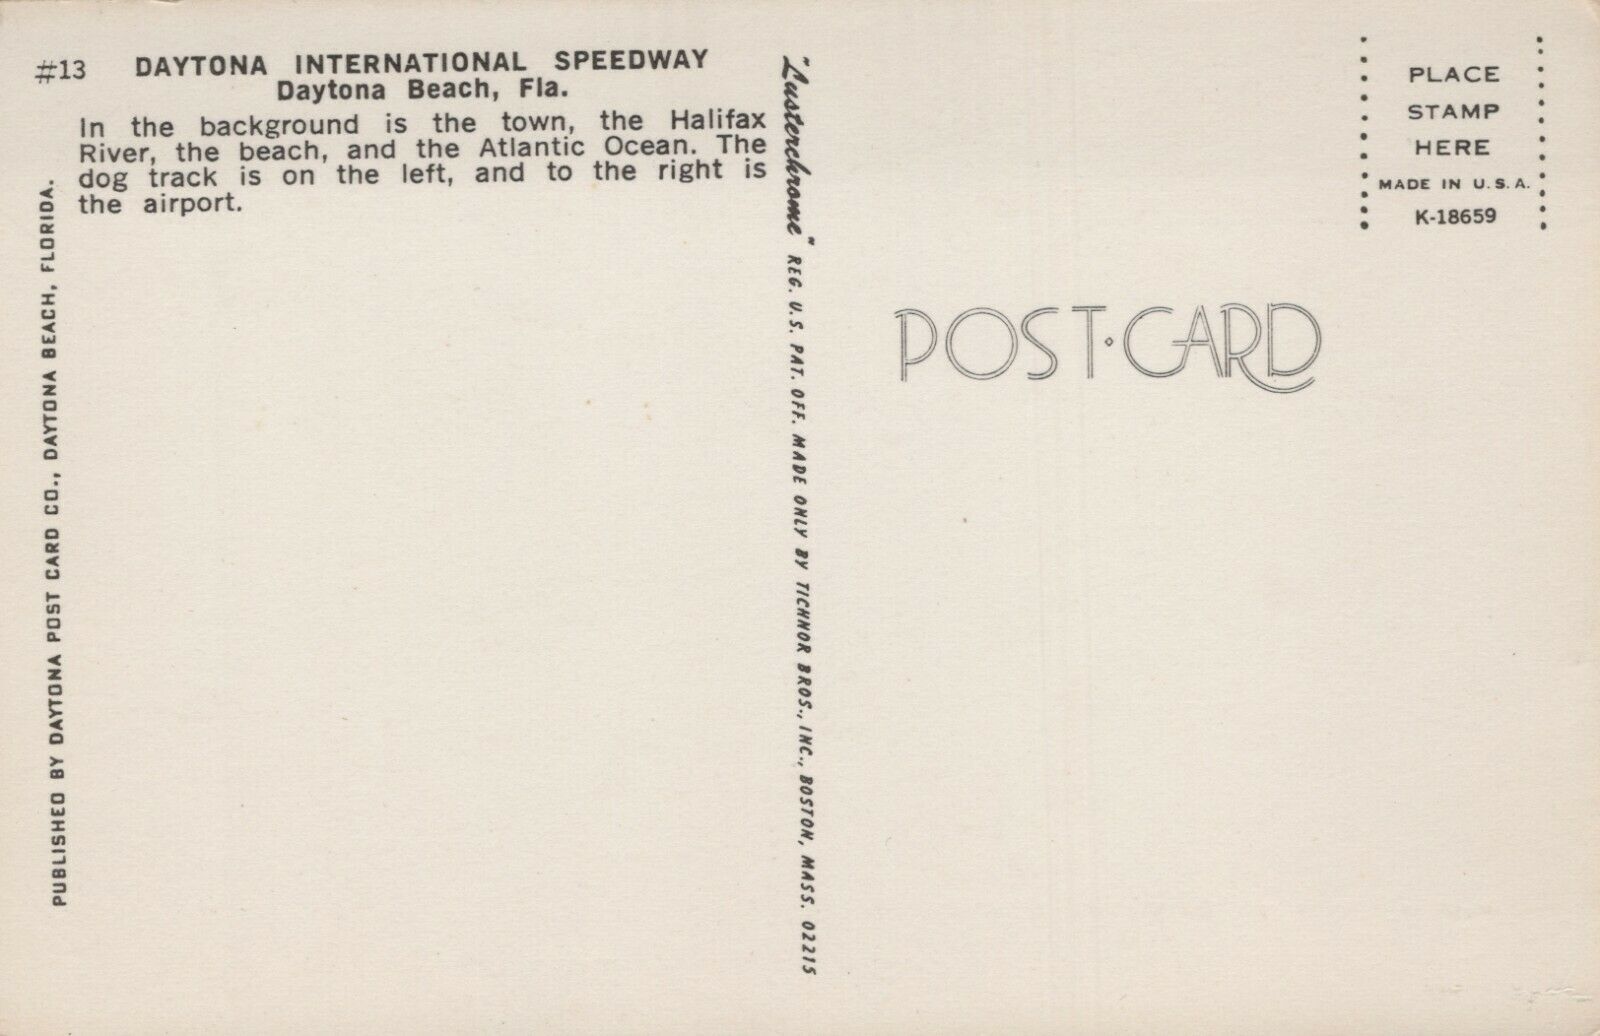 #13 DAYTONA INTERNATIONAL SPEEDWAY
Daytona Beach, Fla.
In the background is the town, the Halifax
River, the beach, and the Atlantic Ocean. The
dog track is on the left, and to the right is
the airport.
PUBLISHED BY DAYTONA POST CARD CO., DAYTONA BEACH, FLORIDA.
"Lusterchrome" REG. U.S. PAT. OFF. MADE ONLY BY TICHNOR BROS., INC., BOSTON, MASS. 02215
PLACE
STAMP
HERE
MADE IN U.S.A.
K-18659
POST·CARD